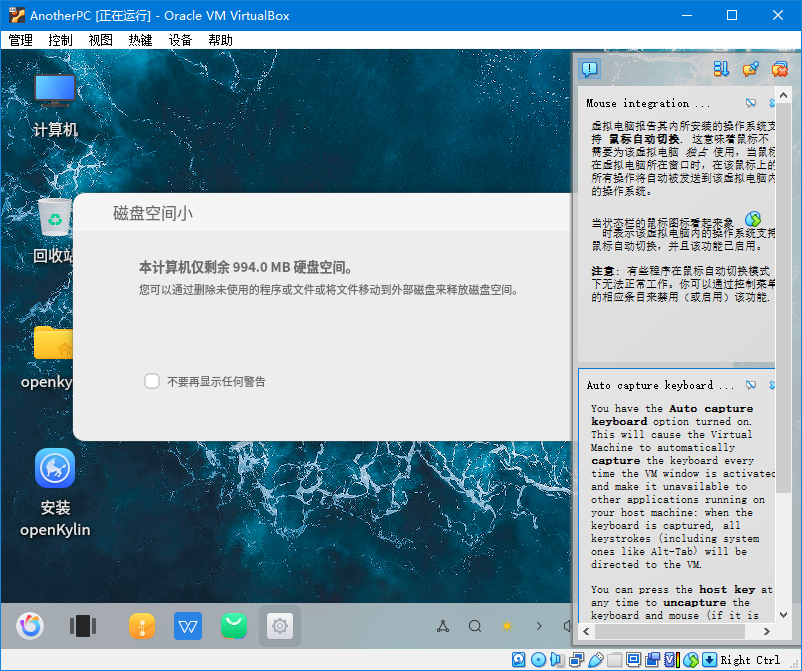 AnotherPC [正在运行] - Oracle VM VirtualBox
管理 控制 视图 热键 设备 帮助
计算机
回收站
openky
安装
openKylin
磁盘空间小
本计算机仅剩余 994.0 MB 硬盘空间。
您可以通过删除未使用的程序或文件或将文件移动到外部磁盘来释放磁盘空间。
不要再显示任何警告
Mouse integration ...
虚拟电脑报告其内所安装的操作系统支
持 鼠标自动切换. 这意味着鼠标不
需要为该虚拟电脑 独占 使用，当鼠标
在虚拟电脑所在窗口时，在该鼠标上的
所有操作将自动被发送到该虚拟电脑内
的操作系统。
当状态栏的鼠标图标看起来象
时表示该虚拟电脑内的操作系统支持
鼠标自动切换，并且该功能已启用。
注意: 有些程序在鼠标自动切换模式
下无法正常工作。你可以通过控制菜单
的相应条目来禁用（或启用）该功能.
Auto capture keyboard ...
You have the Auto capture
keyboard option turned on.
This will cause the Virtual
Machine to automatically
capture the keyboard every
time the VM window is activated
and make it unavailable to
other applications running on
your host machine: when the
keyboard is captured, all
keystrokes (including system
ones like Alt-Tab) will be
directed to the VM.
You can press the host key at
any time to uncapture the
keyboard and mouse (if it is
Right Ctrl